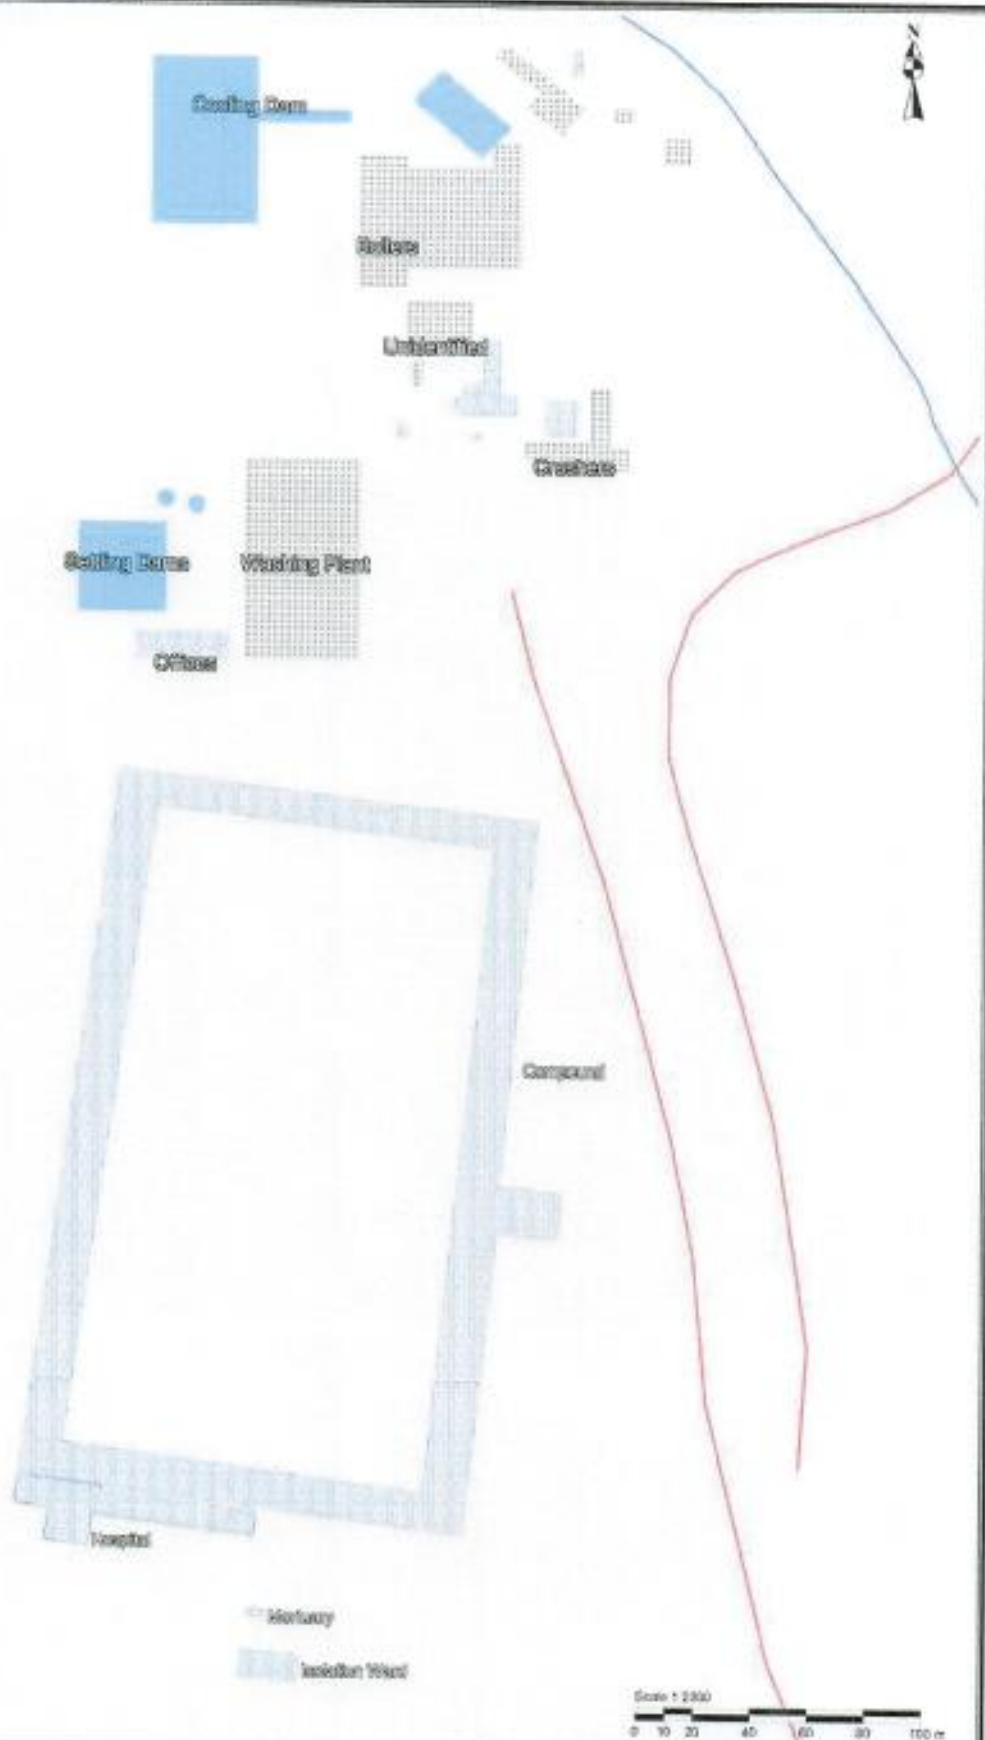 N
Cooling Dam
Boilers
Unidentified
Crushers
Settling Dams
Washing Plant
Offices
Compound
Hospital
Mortuary
Isolation Ward
Scale 1:2000
0 10 20 40 60 80 100 m